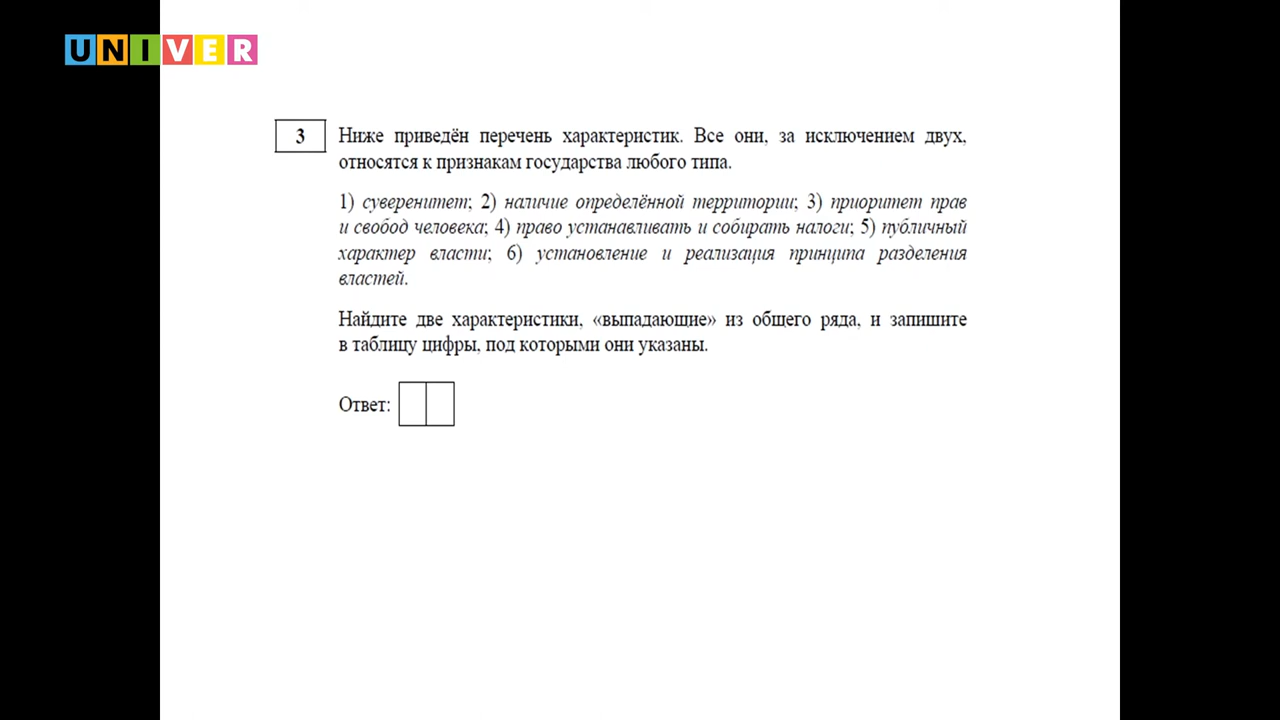 UNIVER
3
Ниже приведён перечень характеристик. Все они, за исключением двух,
относятся к признакам государства любого типа.
1) суверенитет; 2) наличие определённой территории; 3) приоритет прав
и свобод человека; 4) право устанавливать и собирать налоги; 5) публичный
характер власти; 6) установление и реализация принципа разделения
властей.
Найдите две характеристики, «выпадающие» из общего ряда, и запишите
в таблицу цифры, под которыми они указаны.
Ответ: